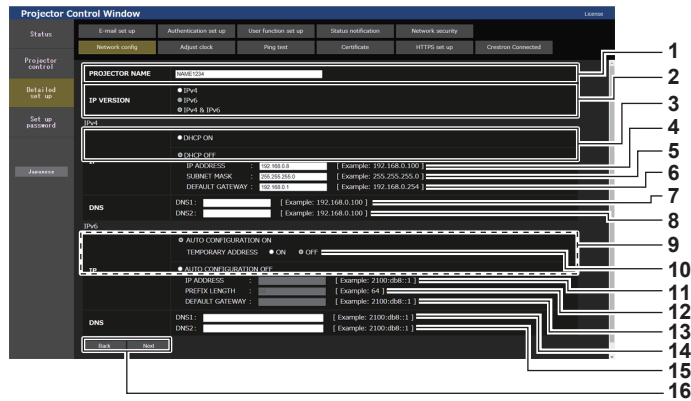 Projector Control Window
License
Status
Projector
control
Detailed
set up
Set up
password
Japanese
E-mail set up
Authentication set up
User function set up
Status notification
Network security
Network config
Adjust clock
Ping test
Certificate
HTTPS set up
Crestron Connected
PROJECTOR NAME
NAME1234
IP VERSION
IPv4
IPv6
IPv4 & IPv6
IPv4
IP
DHCP ON
DHCP OFF
IP ADDRESS : 192.168.0.8 [ Example: 192.168.0.100 ]
SUBNET MASK : 255.255.255.0 [ Example: 255.255.255.0 ]
DEFAULT GATEWAY : 192.168.0.1 [ Example: 192.168.0.254 ]
DNS
DNS1: [ Example: 192.168.0.100 ]
DNS2: [ Example: 192.168.0.100 ]
IPv6
IP
AUTO CONFIGURATION ON
TEMPORARY ADDRESS ON OFF
AUTO CONFIGURATION OFF
IP ADDRESS : [ Example: 2100:db8::1 ]
PREFIX LENGTH : [ Example: 64 ]
DEFAULT GATEWAY : [ Example: 2100:db8::1 ]
DNS
DNS1: [ Example: 2100:db8::1 ]
DNS2: [ Example: 2100:db8::1 ]
Back
Next
1
2
3
4
5
6
7
8
9
10
11
12
13
14
15
16